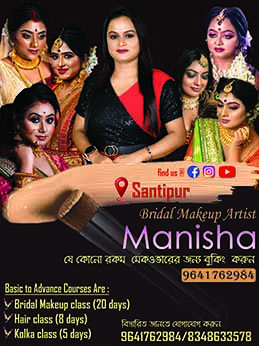 find us @
Santipur
Bridal Makeup Artist
Manisha
যে কোনো রকম মেকওভারের জন্য বুকিং করুন
9641762984
Basic to Advance Courses Are :
Bridal Makeup class (20 days)
Hair class (8 days)
Kolka class (5 days)
বিস্তারিত জানতে যোগাযোগ করুন
9641762984/8348633578